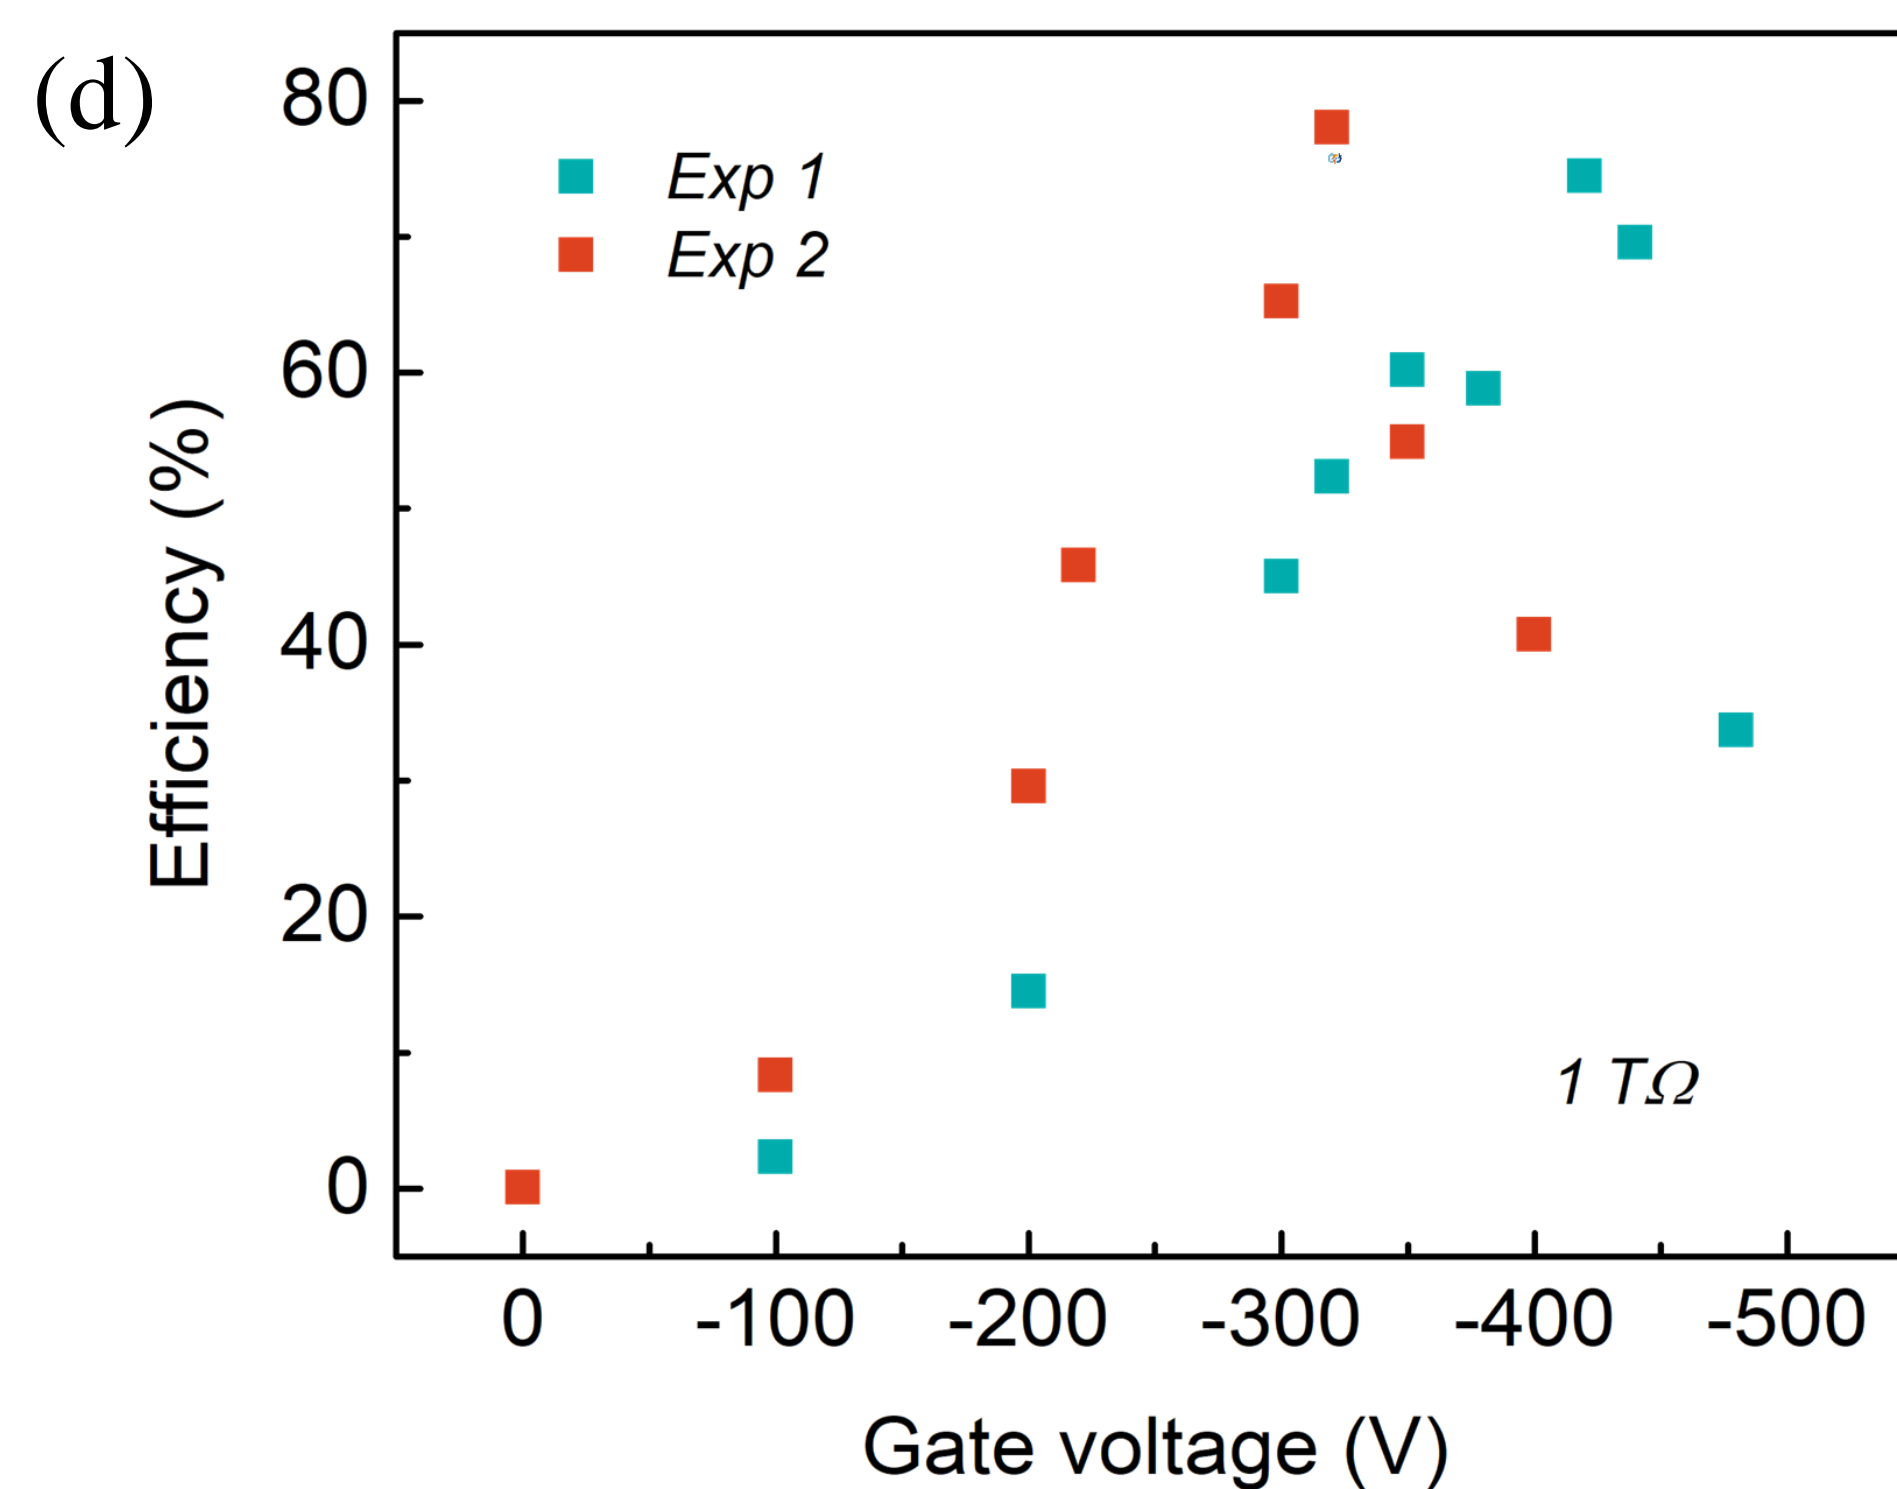 (d)
80
60
40
20
0
Efficiency (%)
Exp 1
Exp 2
1 TΩ
0 -100 -200 -300 -400 -500
Gate voltage (V)